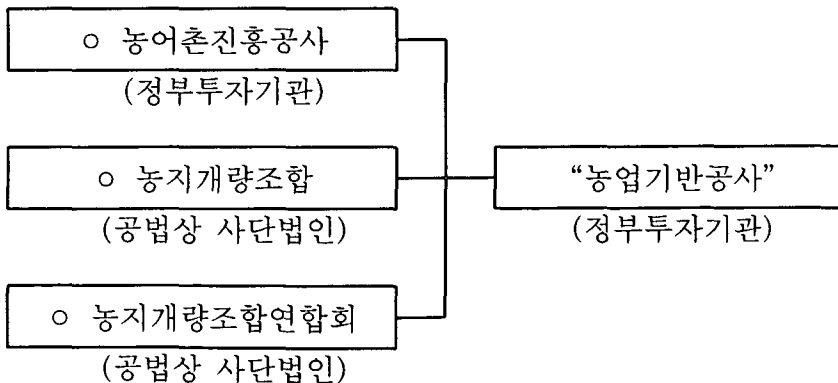 ○ 농어촌진흥공사
(정부투자기관)
○ 농지개량조합
(공법상 사단법인)
“농업기반공사”
(정부투자기관)
○ 농지개량조합연합회
(공법상 사단법인)